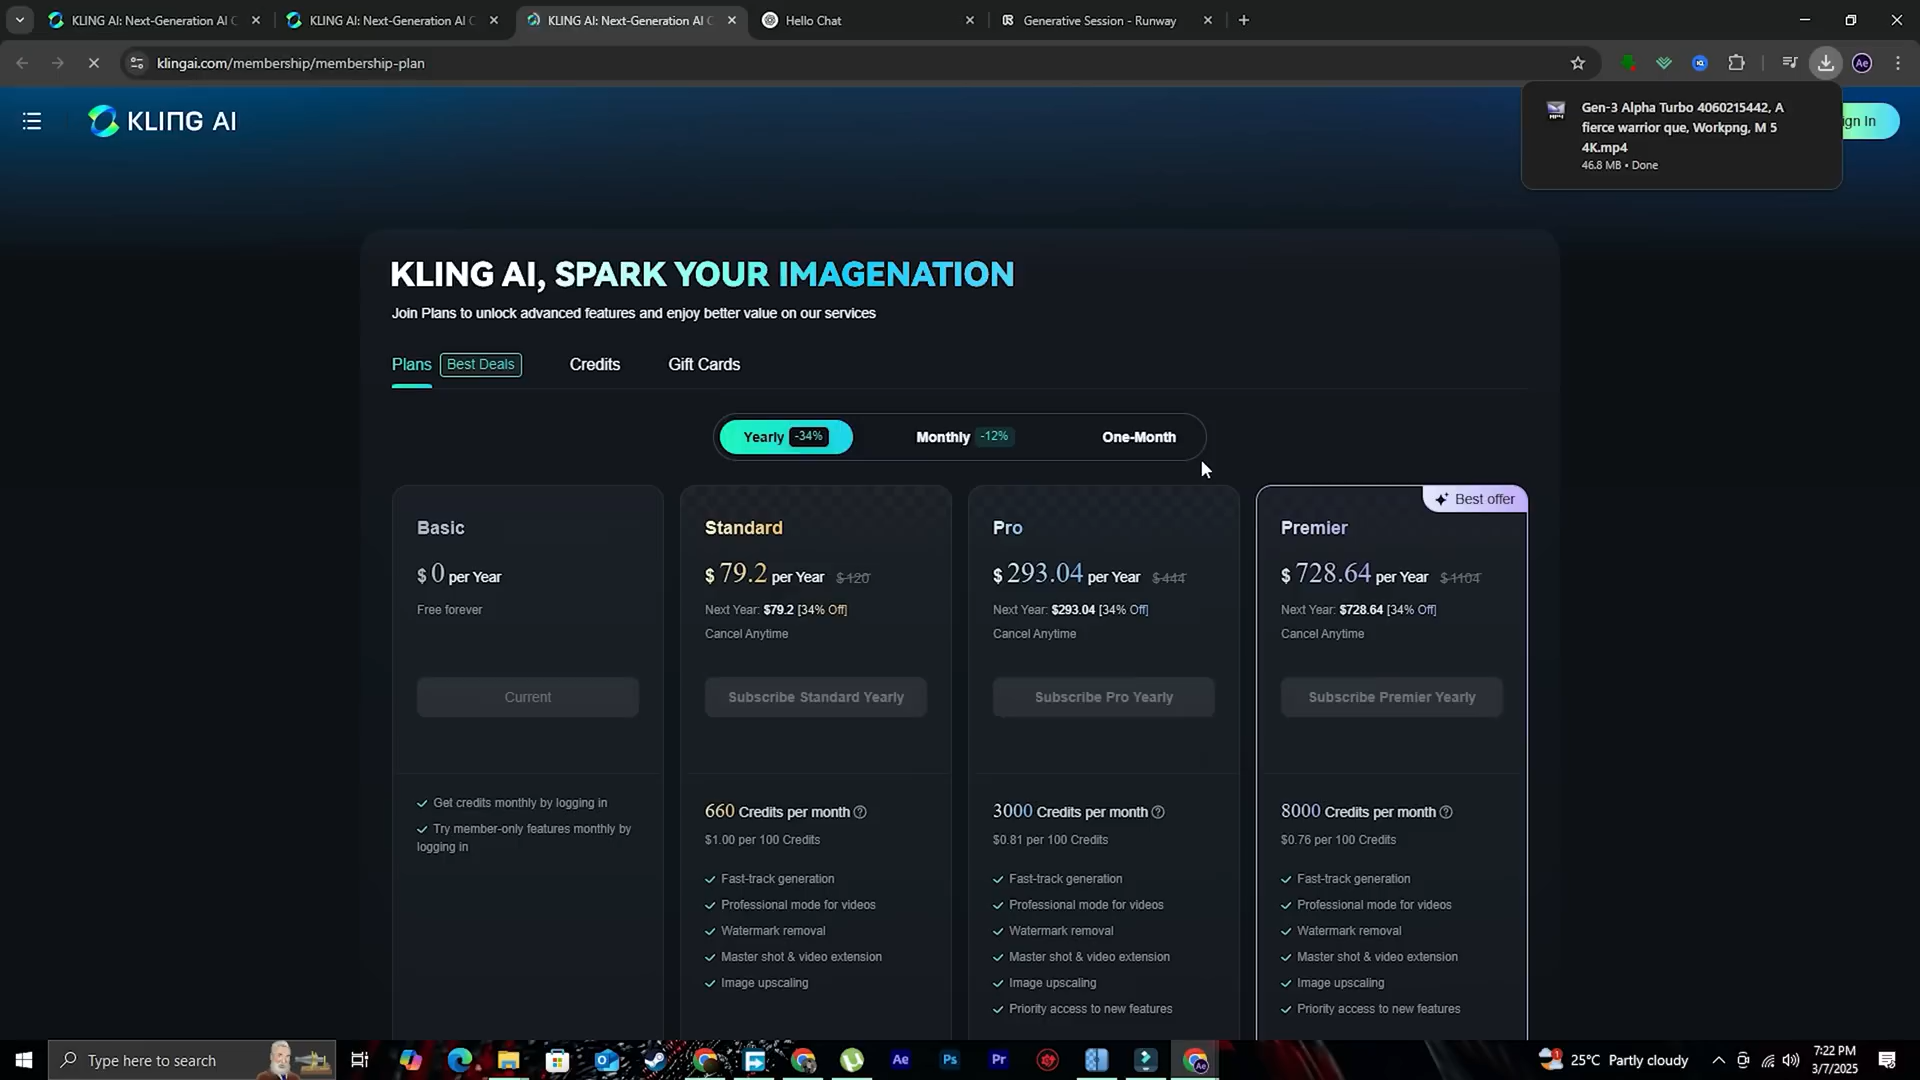 KLING AI: Next-Generation AI C
KLING AI: Next-Generation AI C
KLING AI: Next-Generation AI C
Hello Chat
Generative Session - Runway
klingai.com/membership/membership-plan
Ae
KLING AI
Gen-3 Alpha Turbo 4060215442, A
fierce warrior que, Workpng, M 5
4K.mp4
46.8 MB • Done
ign In
KLING AI, SPARK YOUR IMAGENATION
Join Plans to unlock advanced features and enjoy better value on our services
Plans
Best Deals
Credits
Gift Cards
Yearly -34%
Monthly -12%
One-Month
Basic
$ 0 per Year
Free forever
Current
Get credits monthly by logging in
Try member-only features monthly by
logging in
Standard
$ 79.2 per Year $ 120
Next Year: $79.2 [34% Off]
Cancel Anytime
Subscribe Standard Yearly
660 Credits per month
$1.00 per 100 Credits
Fast-track generation
Professional mode for videos
Watermark removal
Master shot & video extension
Image upscaling
Pro
$ 293.04 per Year $ 444
Next Year: $293.04 [34% Off]
Cancel Anytime
Subscribe Pro Yearly
3000 Credits per month
$0.81 per 100 Credits
Fast-track generation
Professional mode for videos
Watermark removal
Master shot & video extension
Image upscaling
Priority access to new features
Best offer
Premier
$ 728.64 per Year $ 1104
Next Year: $728.64 [34% Off]
Cancel Anytime
Subscribe Premier Yearly
8000 Credits per month
$0.76 per 100 Credits
Fast-track generation
Professional mode for videos
Watermark removal
Master shot & video extension
Image upscaling
Priority access to new features
Type here to search
Ae
Ps
Pr
25°C Partly cloudy
7:22 PM
3/7/2025